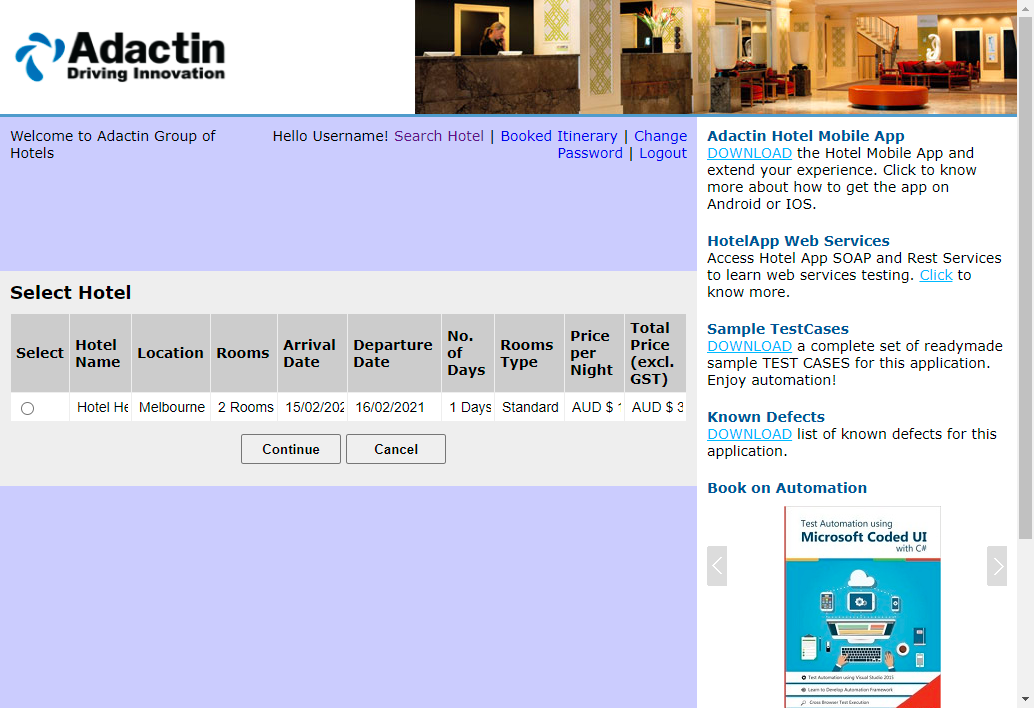 Adactin
Driving Innovation
Welcome to Adactin Group of
Hotels
Hello Username! Search Hotel | Booked Itinerary | Change
Password | Logout
Select Hotel
Select
Hotel
Name
Location
Rooms
Arrival
Date
Departure
Date
No.
of
Days
Rooms
Type
Price
per
Night
Total
Price
(excl.
GST)
Hotel He
Melbourne
2 Rooms
15/02/202
16/02/2021
1 Days
Standard
AUD $
AUD $ 3
Continue
Cancel
Adactin Hotel Mobile App
DOWNLOAD the Hotel Mobile App and
extend your experience. Click to know
more about how to get the app on
Android or IOS.
HotelApp Web Services
Access Hotel App SOAP and Rest Services
to learn web services testing. Click to
know more.
Sample TestCases
DOWNLOAD a complete set of readymade
sample TEST CASES for this application.
Enjoy automation!
Known Defects
DOWNLOAD list of known defects for this
application.
Book on Automation
Test Automation using
Microsoft Coded UI
with C#
Test Automation using Visual Studio 2015
Learn to Develop Automation Framework
Cross Browser Test Execution